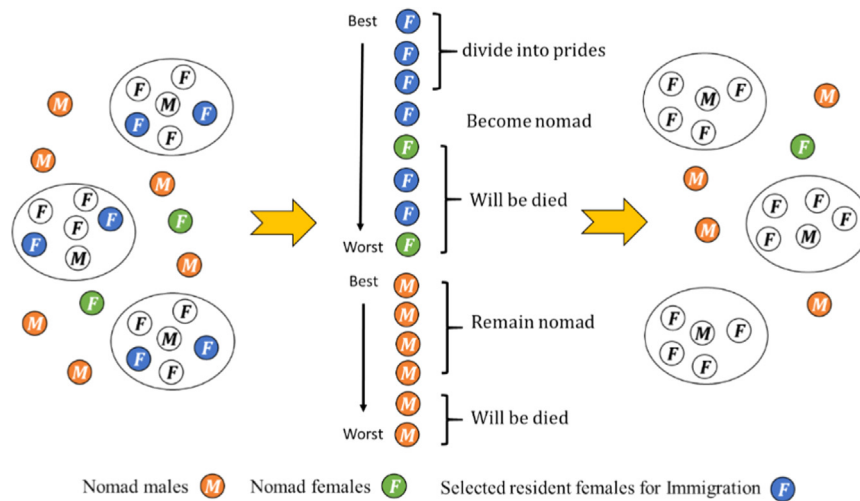 M
F
F
M
F
F
F
M
M
F
F
F
F
F
M
F
M
F
M
F
F
M
F
F
F
M
Best
F
F
F
divide into prides
F
Become nomad
F
F
F
Will be died
Worst
F
Best
M
M
M
M
Remain nomad
M
Will be died
Worst
M
F
M
F
F
F
M
F
M
M
F
F
F
F
M
M
F
M
F
F
F
Nomad males M Nomad females F Selected resident females for Immigration F